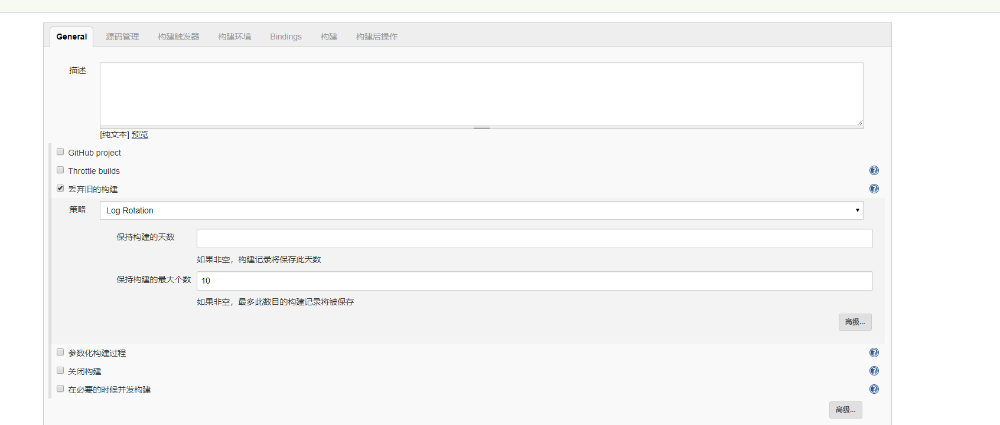 General 源码管理 构建触发器 构建环境 Bindings 构建 构建后操作
描述
[纯文本] 预览
GitHub project
Throttle builds
丢弃旧的构建
策略 Log Rotation
保持构建的天数
如果非空，构建记录将保存此天数
保持构建的最大个数 10
如果非空，最多此数目的构建记录将被保存
高级...
参数化构建过程
关闭构建
在必要的时候并发构建
高级...